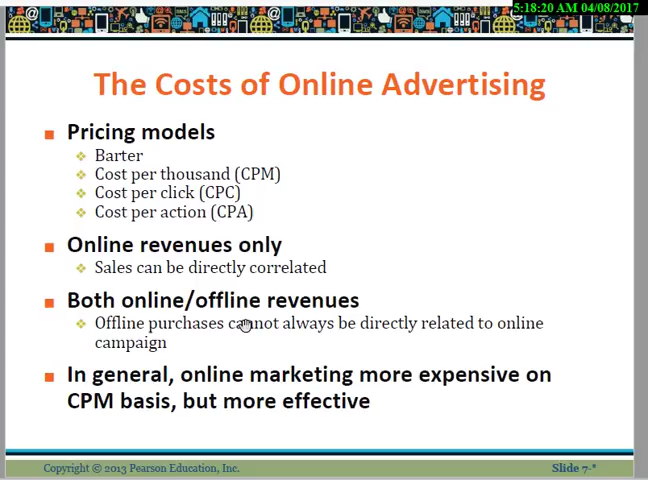 5:18:20 AM 04/08/2017
The Costs of Online Advertising
Pricing models
Barter
Cost per thousand (CPM)
Cost per click (CPC)
Cost per action (CPA)
Online revenues only
Sales can be directly correlated
Both online/offline revenues
Offline purchases cannot always be directly related to online
campaign
In general, online marketing more expensive on
CPM basis, but more effective
Copyright © 2013 Pearson Education, Inc.
Slide 7-*